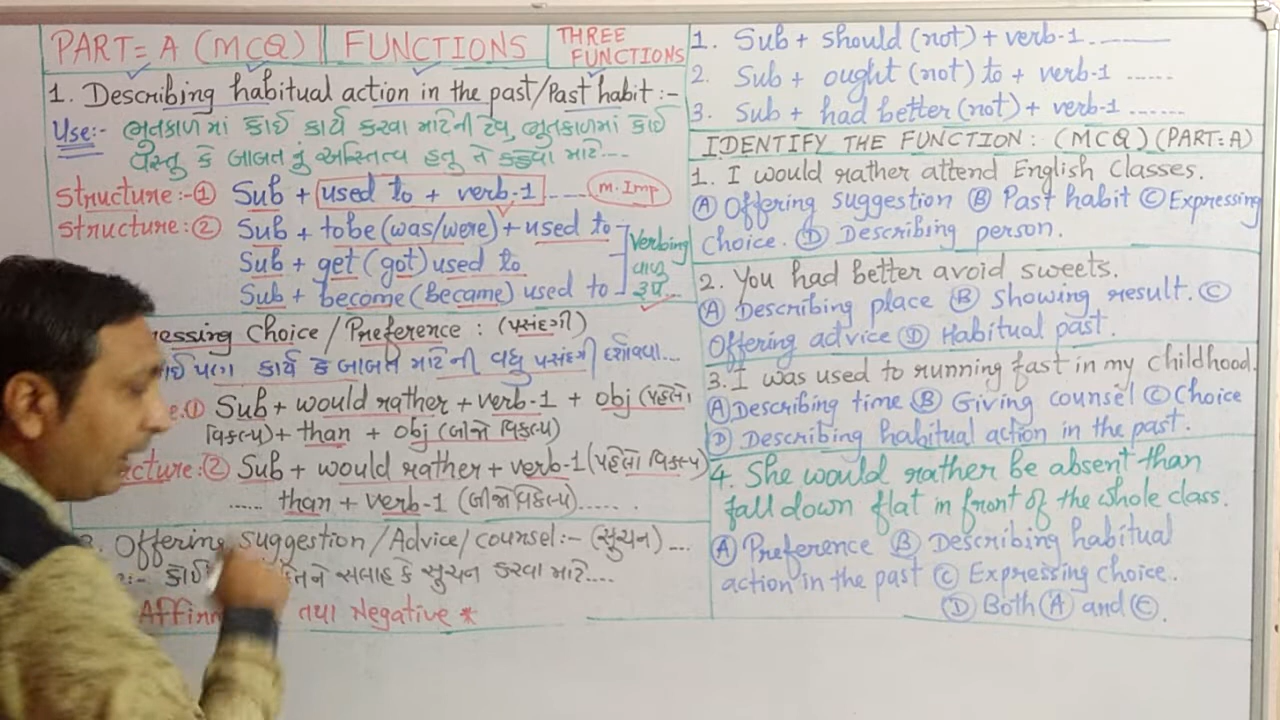 PART= A (MCQ) || FUNCTIONS
THREE
FUNCTIONS
1. Describing habitual action in the past/Past habit :-
Use:- ભુતકાળમાં કોઈ કાર્ય કરવા માટેની ટેવ, ભુતકાળમાં કોઈ
વસ્તુ કે બાબત નું અસ્તિત્વ હતુ તે કહેવા માટે....
Structure:-① Sub + used to + verb-1 ...... m. Imp
Structure:② Sub + tobe (was/were) + used to
Sub + get (got) used to
Sub + become (became) used to
Verbing
વાળુ
રૂપ
essing Choice / Preference : (પસંદગી)
પણ કાર્ય કે બાબત માટેની વધુ પસંદગી દર્શાવવા...
e.① Sub + would rather + verb-1 + obj (પહેલો
વિકલ્પ) + than + obj (બીજો વિકલ્પ)
cture:② Sub + would rather + verb-1 (પહેલો વિકલ્પ)
...... than + verb-1 (બીજો વિકલ્પ)..... .
Offering Suggestion / Advice / counsel :- (સૂચન) ...
:- કોઈ સલાહ કે સૂચન કરવા માટે....
Affirm તથા Negative *
1. Sub + should (not) + verb-1 ..........
2. Sub + ought (not) to + verb-1 ......
3. Sub + had better (not) + verb-1 .......
IDENTIFY THE FUNCTION : (MCQ) (PART=A)
1. I would rather attend English Classes.
Ⓐ Offering suggestion Ⓑ Past habit Ⓒ Expressing
choice. Ⓓ Describing person.
2. You had better avoid sweets.
Ⓐ Describing place Ⓑ Showing result. Ⓒ
Offering advice Ⓓ Habitual past.
3. I was used to running fast in my childhood.
Ⓐ Describing time Ⓑ Giving counsel Ⓒ Choice
Ⓓ Describing habitual action in the past.
4. She would rather be absent than
fall down flat in front of the whole class.
Ⓐ Preference Ⓑ Describing habitual
action in the past Ⓒ Expressing choice.
Ⓓ Both Ⓐ and Ⓒ.